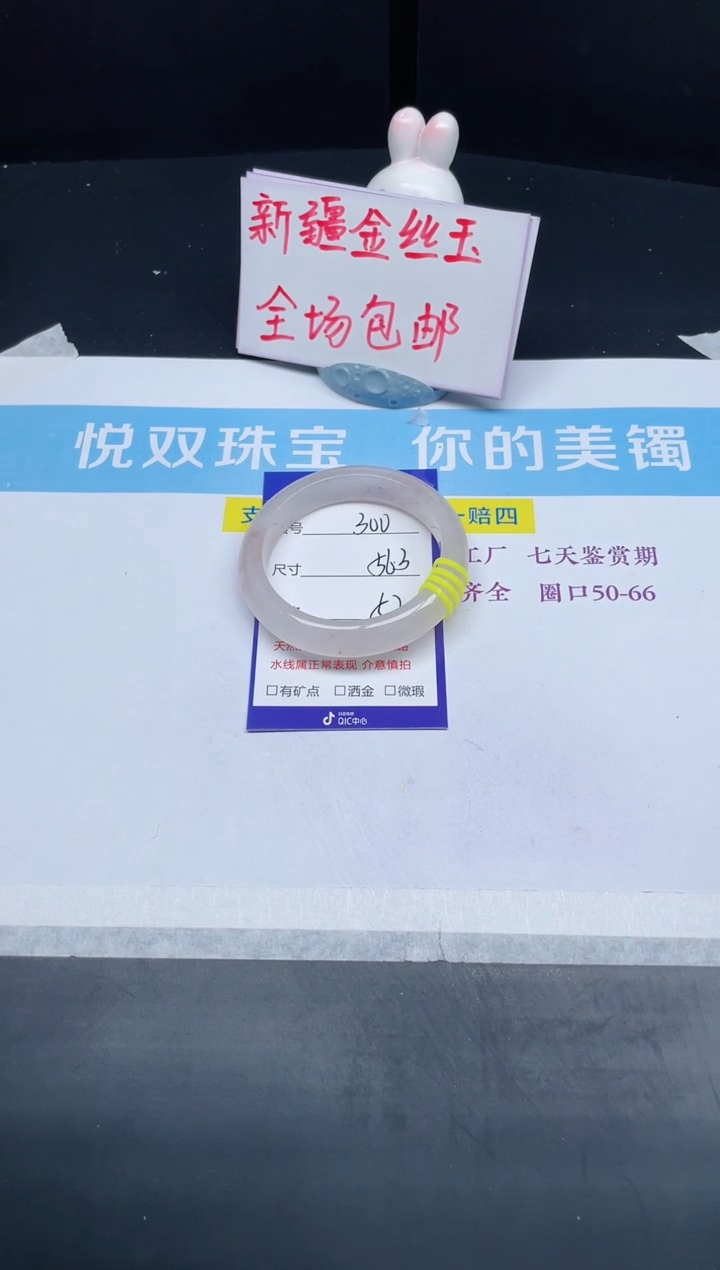 新疆金丝玉
全场包邮
悦双珠宝 你的美镯
支
一赔四
号 300
工厂 七天鉴赏期
尺寸 563
齐全 圈口50-66
水线属正常表现 介意慎拍
□有矿点 □洒金 □微瑕
QIC中心